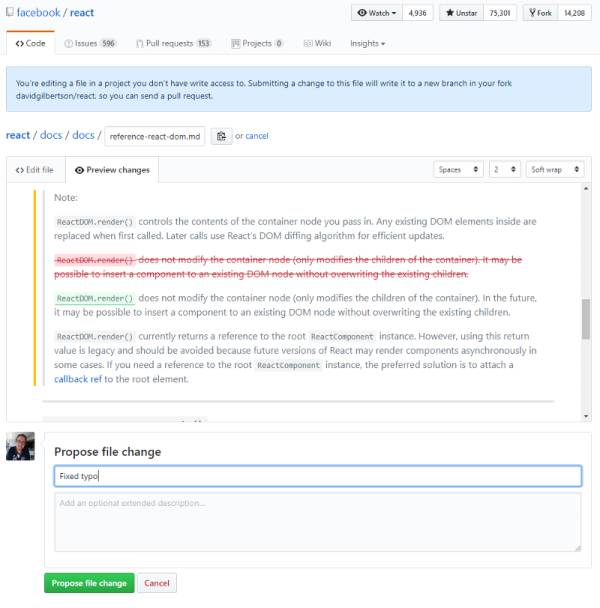 facebook / react
Watch 4,936 Unstar 75,301 Fork 14,208
Code Issues 596 Pull requests 153 Projects 0 Wiki Insights
You're editing a file in a project you don't have write access to. Submitting a change to this file will write it to a new branch in your fork
davidgilbertson/react, so you can send a pull request.
react / docs / docs / reference-react-dom.md or cancel
Edit file Preview changes Spaces 2 Soft wrap
Note:
ReactDOM.render() controls the contents of the container node you pass in. Any existing DOM elements inside are
replaced when first called. Later calls use React's DOM diffing algorithm for efficient updates.
ReactDOM.render() does not modify the container node (only modifies the children of the container). It may be
possible to insert a component to an existing DOM node without overwriting the existing children.
ReactDOM.render() does not modify the container node (only modifies the children of the container). In the future,
it may be possible to insert a component to an existing DOM node without overwriting the existing children.
ReactDOM.render() currently returns a reference to the root ReactComponent instance. However, using this return
value is legacy and should be avoided because future versions of React may render components asynchronously in
some cases. If you need a reference to the root ReactComponent instance, the preferred solution is to attach a
callback ref to the root element.
Propose file change
Fixed typo
Add an optional extended description...
Propose file change Cancel